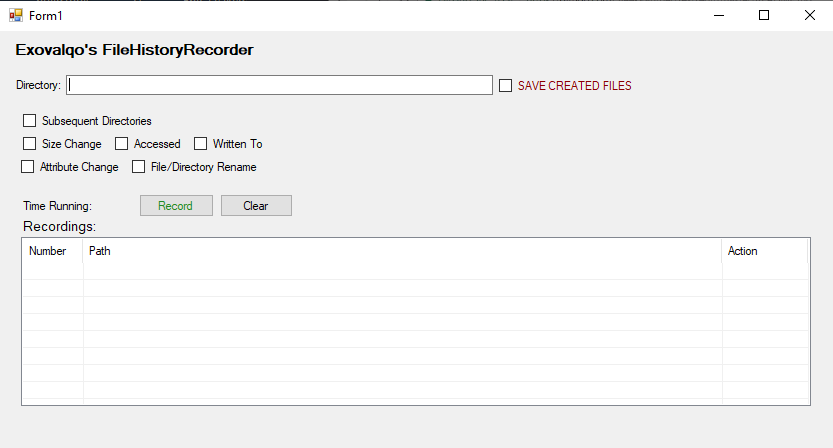 Form1
Exovalqo's FileHistoryRecorder
Directory: SAVE CREATED FILES
Subsequent Directories
Size Change Accessed Written To
Attribute Change File/Directory Rename
Time Running: Record Clear
Recordings:
Number Path Action